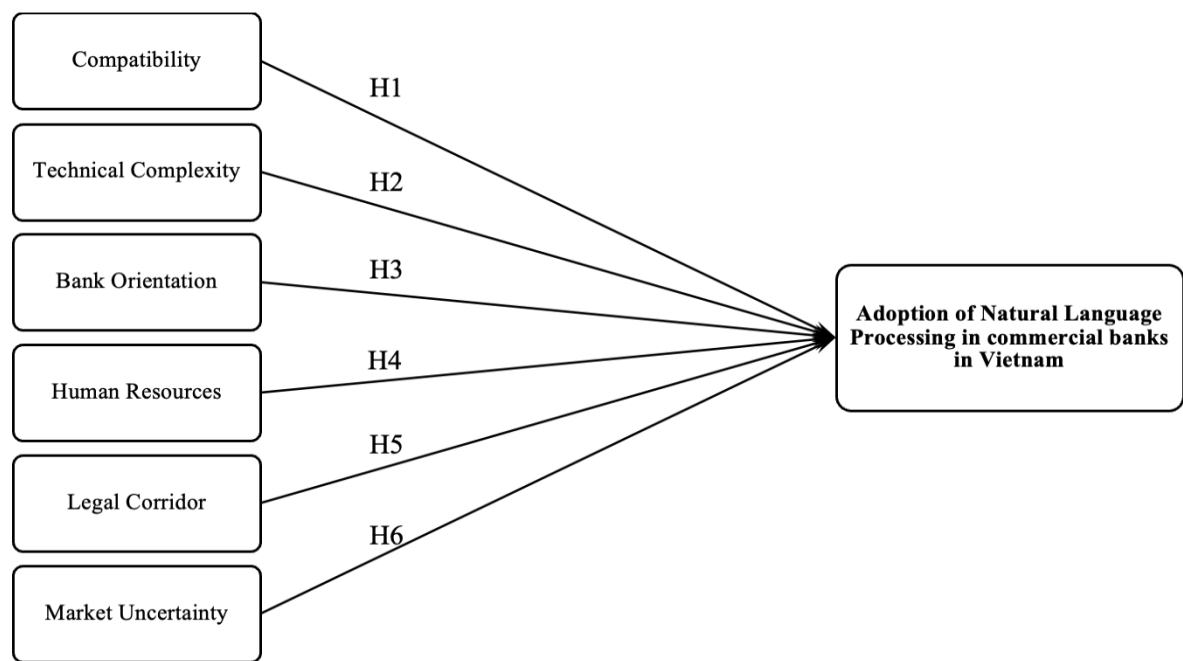 Compatibility
H1
Technical Complexity
H2
Bank Orientation
H3
Human Resources
H4
Legal Corridor
H5
Market Uncertainty
H6
Adoption of Natural Language
Processing in commercial banks
in Vietnam